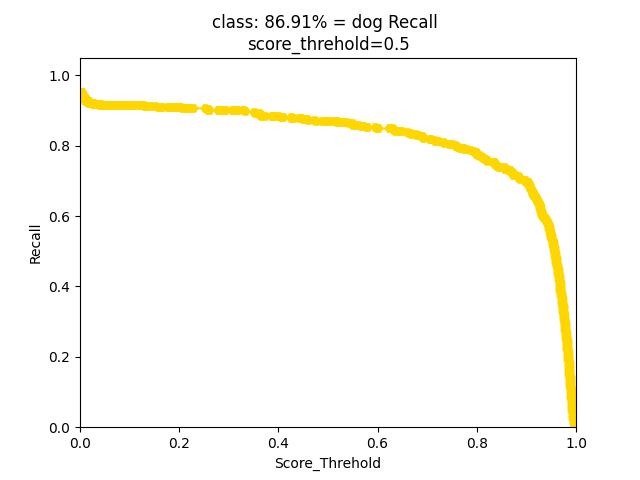 class: 86.91% = dog Recall
score_threhold=0.5
1.0
0.8
0.6
0.4
0.2
0.0
Recall
0.0 0.2 0.4 0.6 0.8 1.0
Score_Threhold